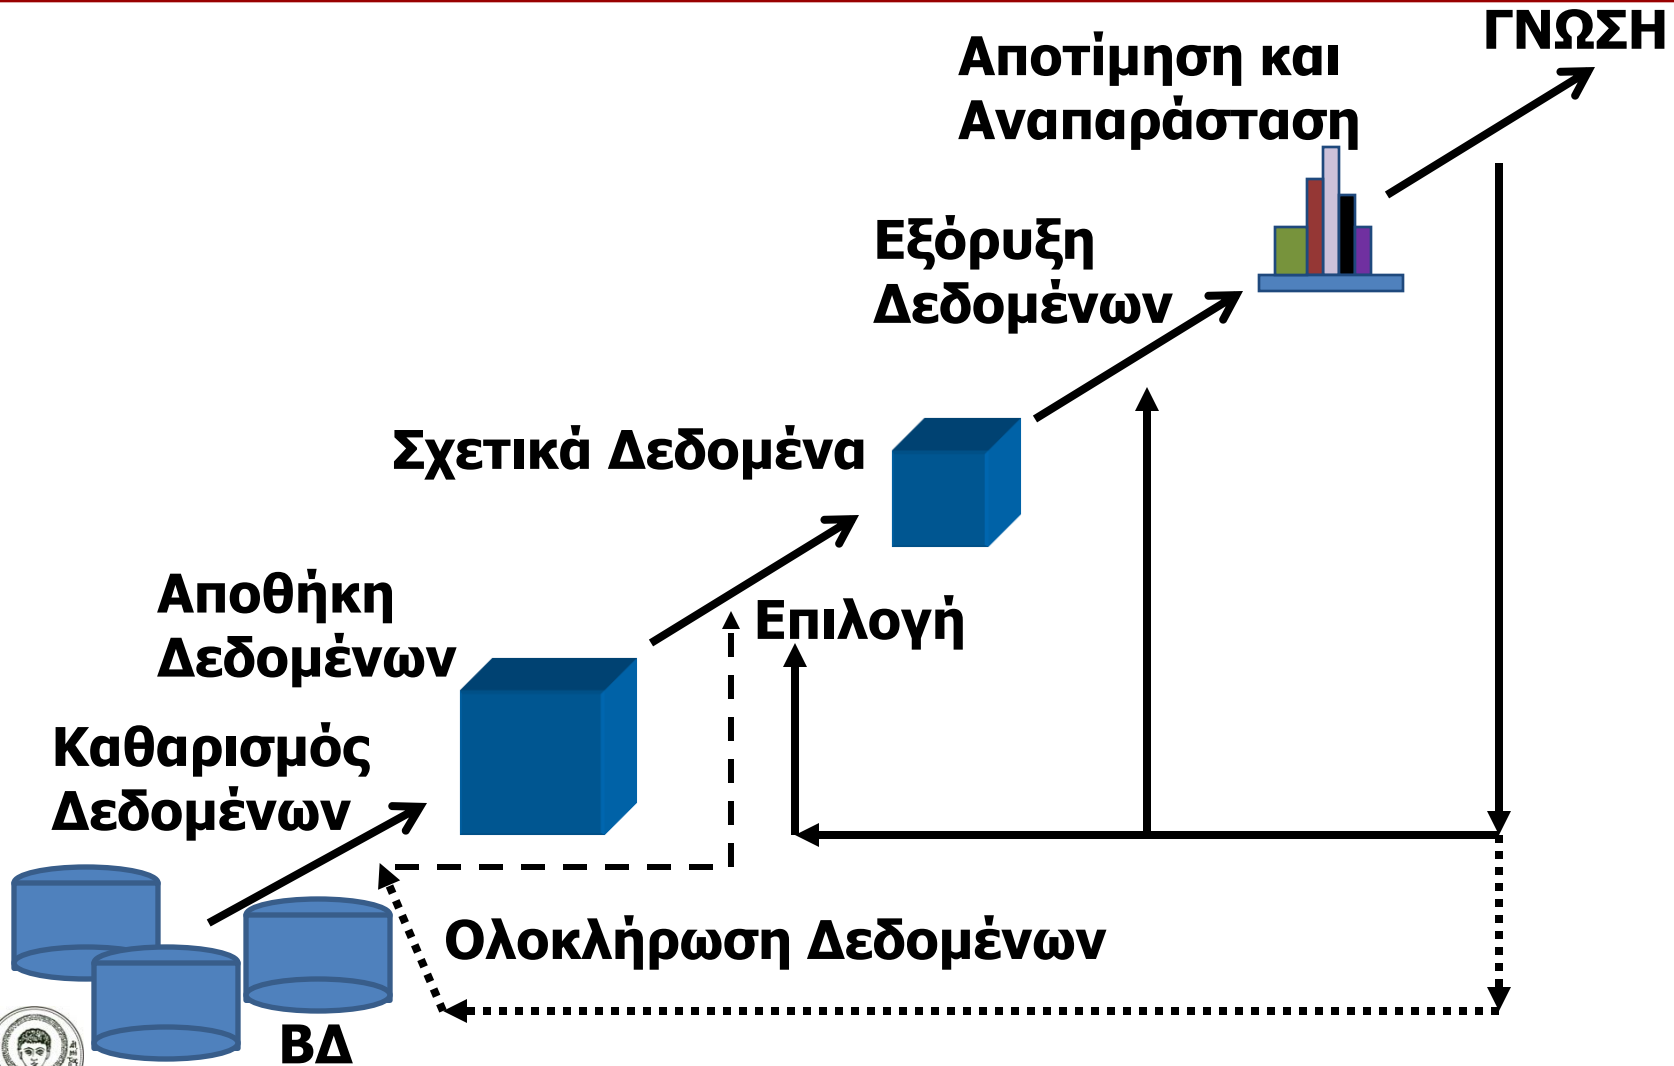 ΓΝΩΣΗ
Αποτίμηση και
Αναπαράσταση
Εξόρυξη
Δεδομένων
Σχετικά Δεδομένα
Επιλογή
Αποθήκη
Δεδομένων
Καθαρισμός
Δεδομένων
Ολοκλήρωση Δεδομένων
ΒΔ